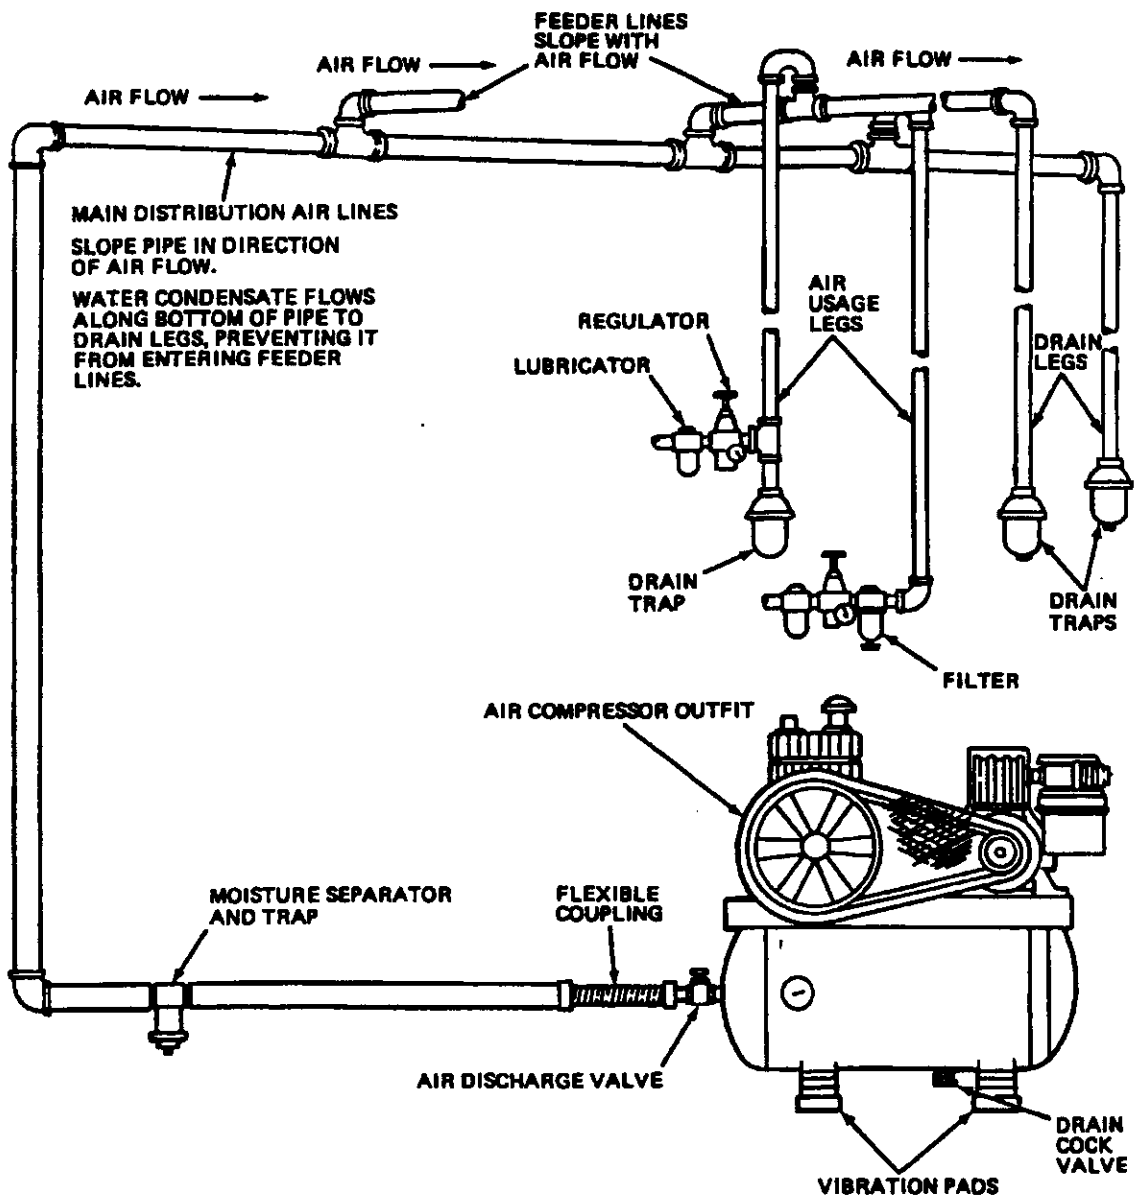 FEEDER LINES
SLOPE WITH
AIR FLOW
AIR FLOW
AIR FLOW
AIR FLOW
MAIN DISTRIBUTION AIR LINES
SLOPE PIPE IN DIRECTION
OF AIR FLOW.
WATER CONDENSATE FLOWS
ALONG BOTTOM OF PIPE TO
DRAIN LEGS, PREVENTING IT
FROM ENTERING FEEDER
LINES.
AIR
USAGE
LEGS
REGULATOR
LUBRICATOR
DRAIN
LEGS
DRAIN
TRAP
DRAIN
TRAPS
FILTER
AIR COMPRESSOR OUTFIT
MOISTURE SEPARATOR
AND TRAP
FLEXIBLE
COUPLING
AIR DISCHARGE VALVE
DRAIN
COCK
VALVE
VIBRATION PADS